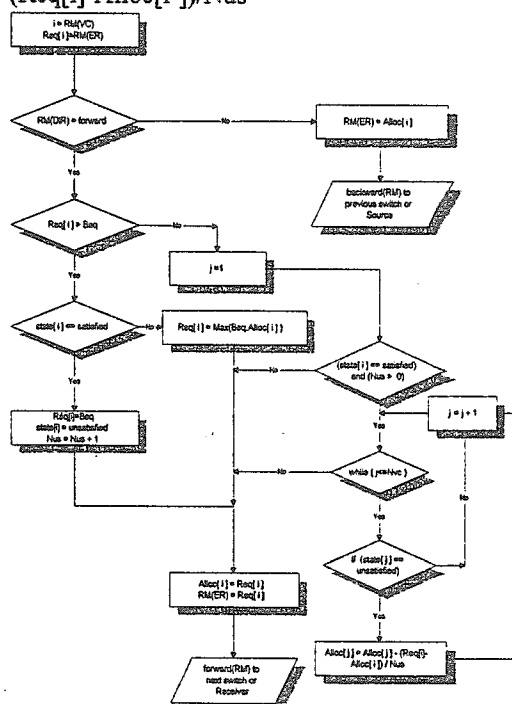 (Req[i]-Alloc[i])/Nus
i = RM(VC)
Req[i]=RM(ER)
RM(DIR) = forward
No
RM(ER) = Alloc[i]
Yes
backward(RM) to
previous switch or
Source
Req[i] > Beq
No
j = 1
Yes
state[i] == satisfied
No
Req[i] = Max(Beq,Alloc[i])
(state[i] == satisfied)
and (Nus > 0)
No
Yes
Req[i]=Beq
state[i] = unsatisfied
Nus = Nus + 1
j = j + 1
Yes
while (j<=Nvc)
No
No
Yes
if (state[j] ==
unsatisfied)
Yes
Alloc[i] = Req[i]
RM(ER) = Req[i]
Alloc[j] = Alloc[j] - (Req[i]-
Alloc[i]) / Nus
forward(RM) to
next switch or
Receiver